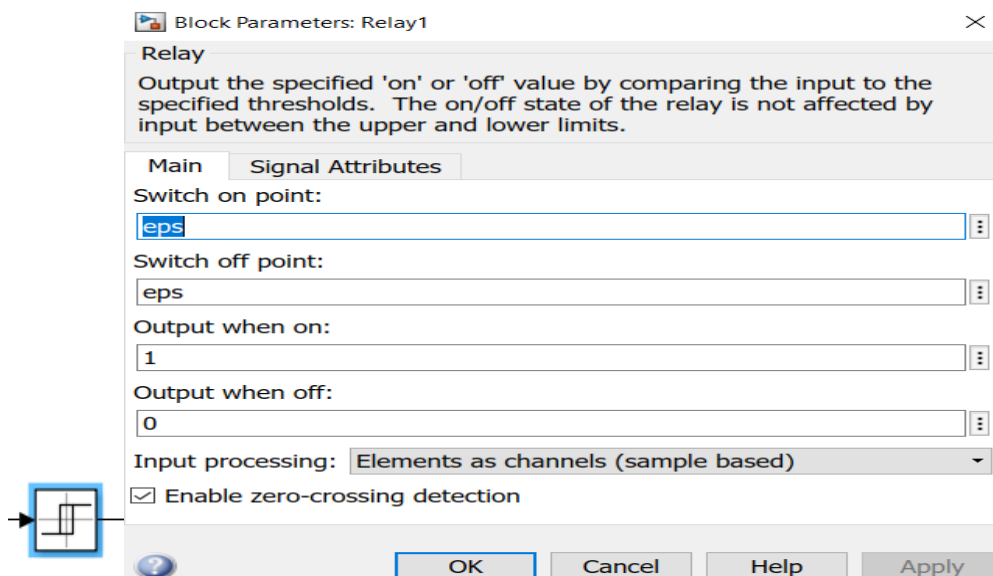 Block Parameters: Relay1
Relay
Output the specified 'on' or 'off' value by comparing the input to the
specified thresholds.  The on/off state of the relay is not affected by
input between the upper and lower limits.
Main Signal Attributes
Switch on point:
eps
Switch off point:
eps
Output when on:
1
Output when off:
0
Input processing: Elements as channels (sample based)
Enable zero-crossing detection
OK Cancel Help Apply